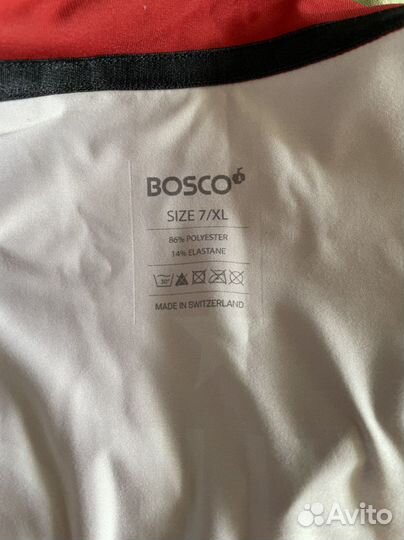 BOSCO
SIZE 7/XL
86% POLYESTER
14% ELASTANE
30°
MADE IN SWITZERLAND
Avito